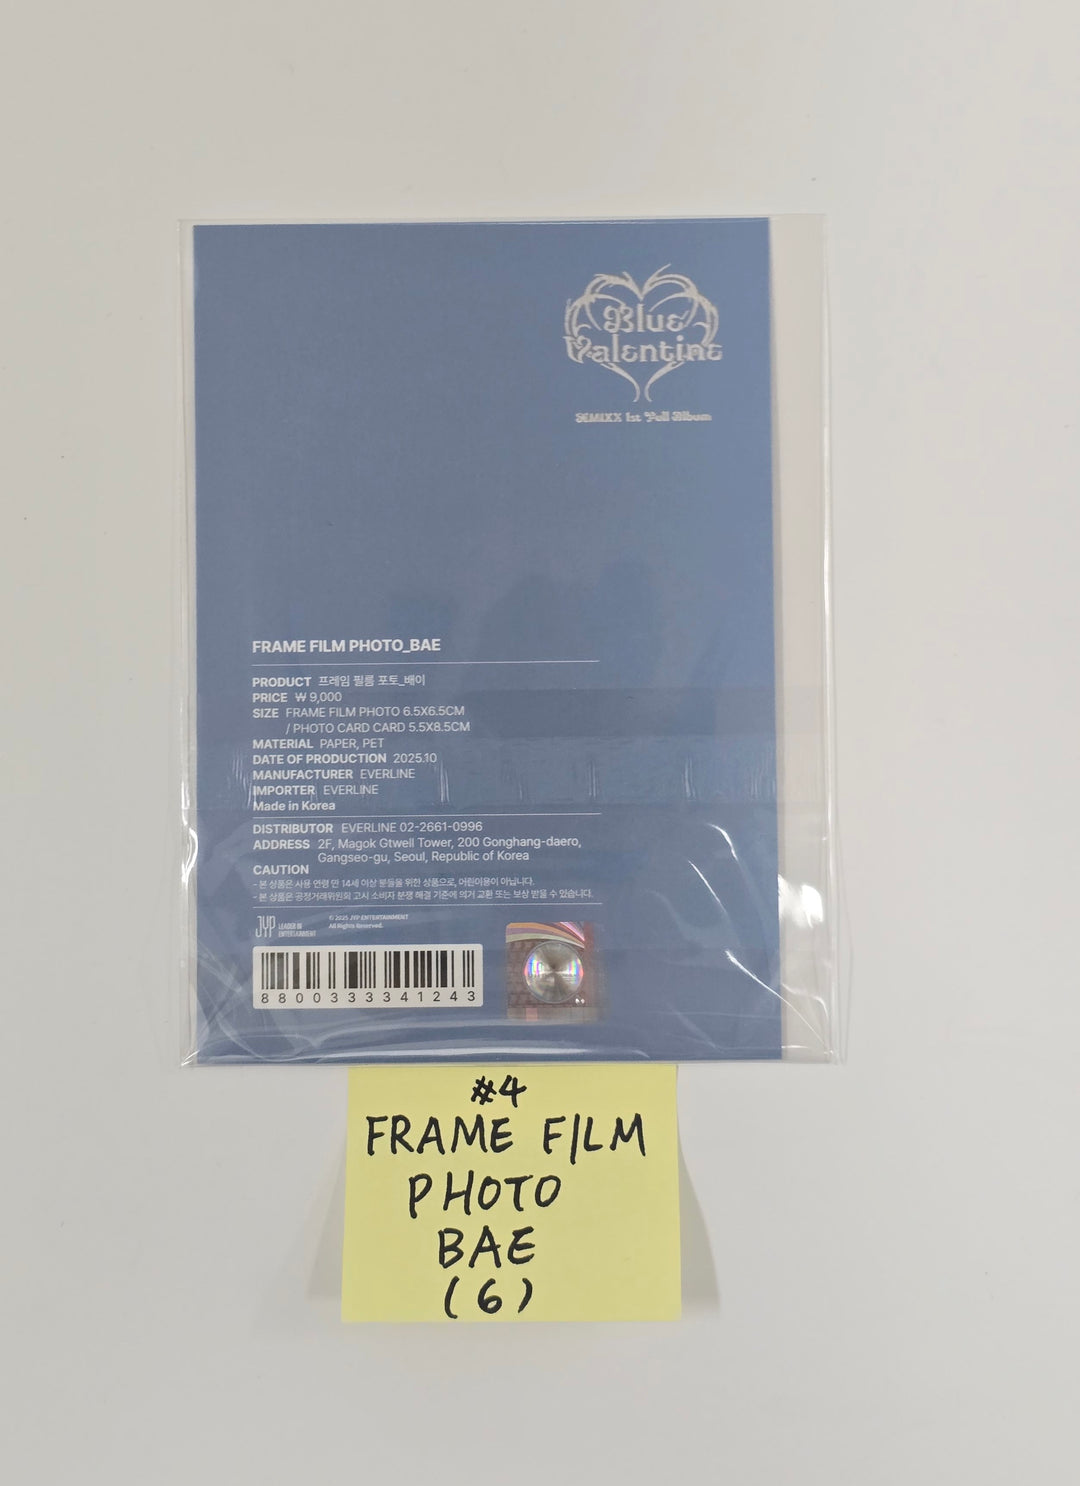 Blue
Valentine
NMIXX 1st Full Album
FRAME FILM PHOTO_BAE
PRODUCT 프레임 필름 포토_배이
PRICE ₩ 9,000
SIZE FRAME FILM PHOTO 6.5X6.5CM
/ PHOTO CARD CARD 5.5X8.5CM
MATERIAL PAPER, PET
DATE OF PRODUCTION 2025.10
MANUFACTURER EVERLINE
IMPORTER EVERLINE
Made in Korea
DISTRIBUTOR EVERLINE 02-2661-0996
ADDRESS 2F, Magok Gtwell Tower, 200 Gonghang-daero,
Gangseo-gu, Seoul, Republic of Korea
CAUTION
- 본 상품은 사용 연령 만 14세 이상 분들을 위한 상품으로, 어린이용이 아닙니다.
- 본 상품은 공정거래위원회 고시 소비자 분쟁 해결 기준에 의거 교환 또는 보상 받을 수 있습니다.
JYP LEADER IN
ENTERTAINMENT
© 2025 JYP ENTERTAINMENT
All Rights Reserved.
8800333341243
#4
FRAME FILM
PHOTO
BAE
(6)